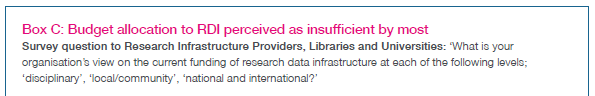 Box C: Budget allocation to RDI perceived as insufficient by most
Survey question to Research Infrastructure Providers, Libraries and Universities: ‘What is your
organisation’s view on the current funding of research data infrastructure at each of the following levels;
‘disciplinary’, ‘local/community’, ‘national and international?’